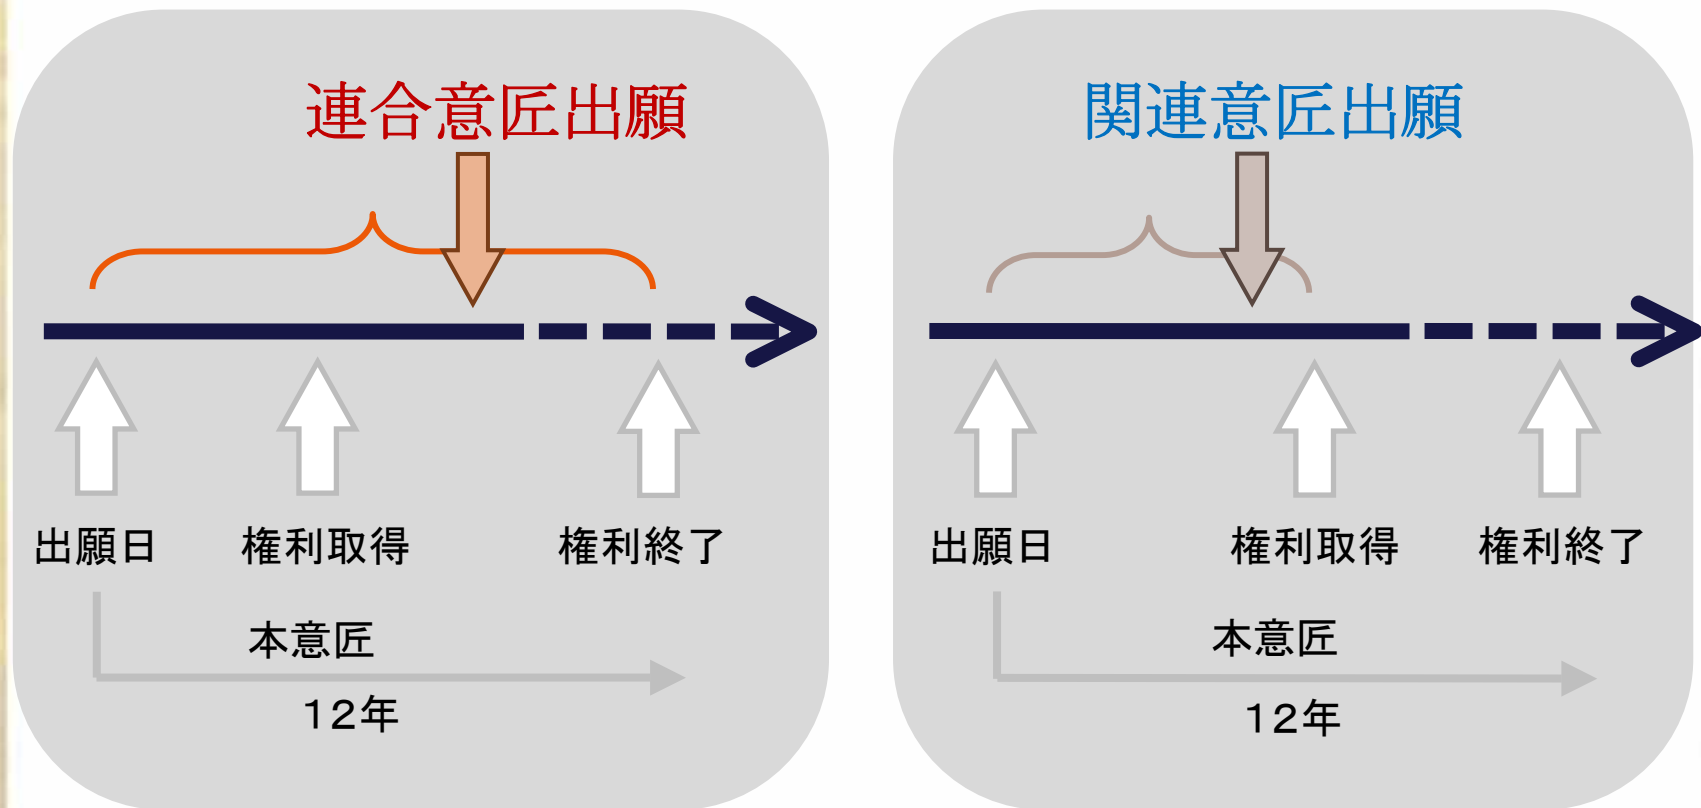 連合意匠出願
出願日
権利取得
権利終了
本意匠
12年
関連意匠出願
出願日
権利取得
権利終了
本意匠
12年